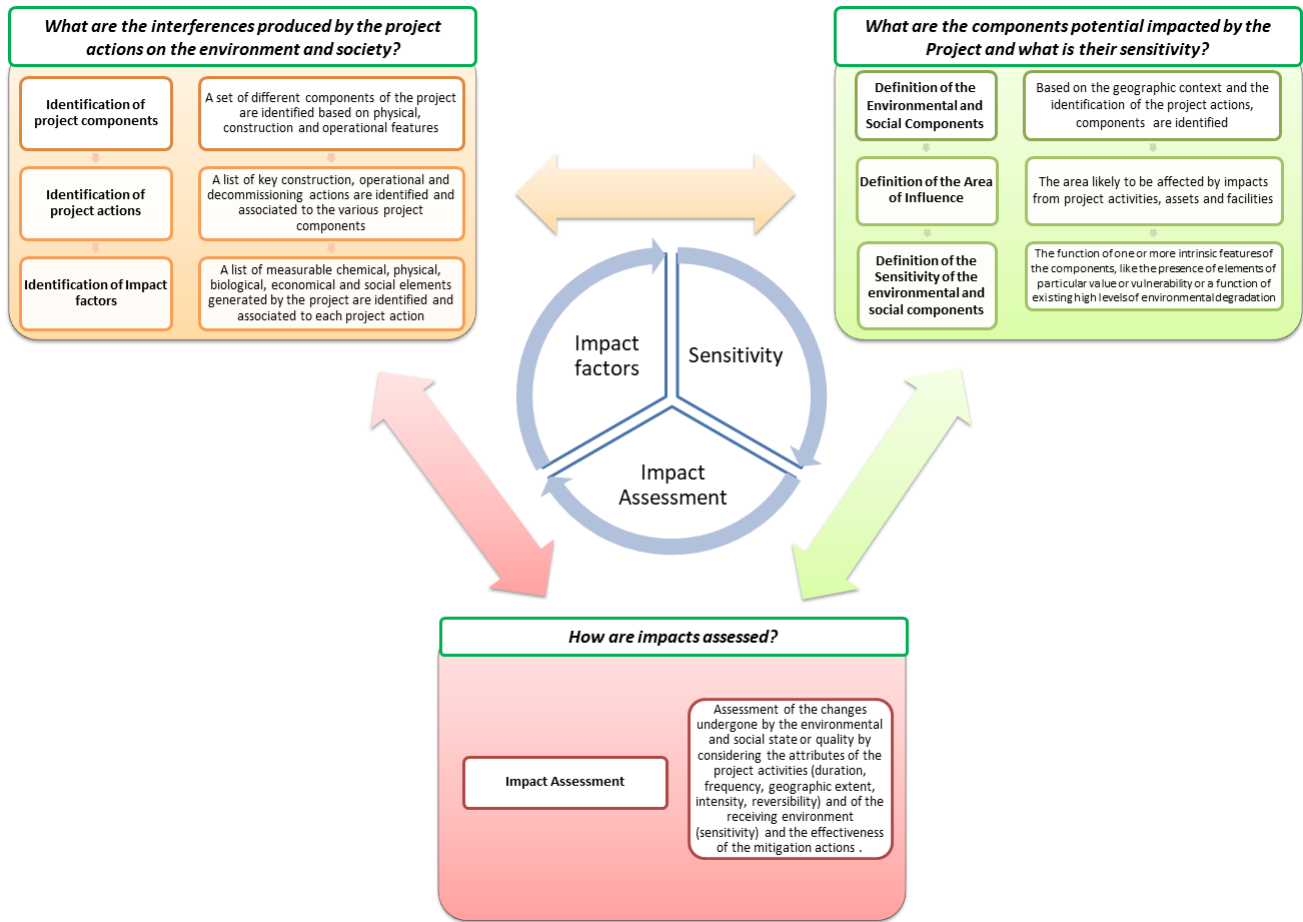 What are the interferences produced by the project
actions on the environment and society?
Identification of
project components
A set of different components of the project
are identified based on physical,
construction and operational features
Identification of
project actions
A list of key construction, operational and
decommissioning actions are identified and
associated to the various project
components
Identification of Impact
factors
A list of measurable chemical, physical,
biological, economical and social elements
generated by the project are identified and
associated to each project action
What are the components potential impacted by the
Project and what is their sensitivity?
Definition of the
Environmental and
Social Components
Based on the geographic context and the
identification of the project actions,
components are identified
Definition of the Area
of Influence
The area likely to be affected by impacts
from project activities, assets and facilities
Definition of the
Sensitivity of the
environmental and
social components
The function of one or more intrinsic features of
the components, like the presence of elements of
particular value or vulnerability or a function of
existing high levels of environmental degradation
Impact
factors
Sensitivity
Impact
Assessment
How are impacts assessed?
Impact Assessment
Assessment of the changes
undergone by the environmental
and social state or quality by
considering the attributes of the
project activities (duration,
frequency, geographic extent,
intensity, reversibility) and of the
receiving environment
(sensitivity) and the effectiveness
of the mitigation actions .